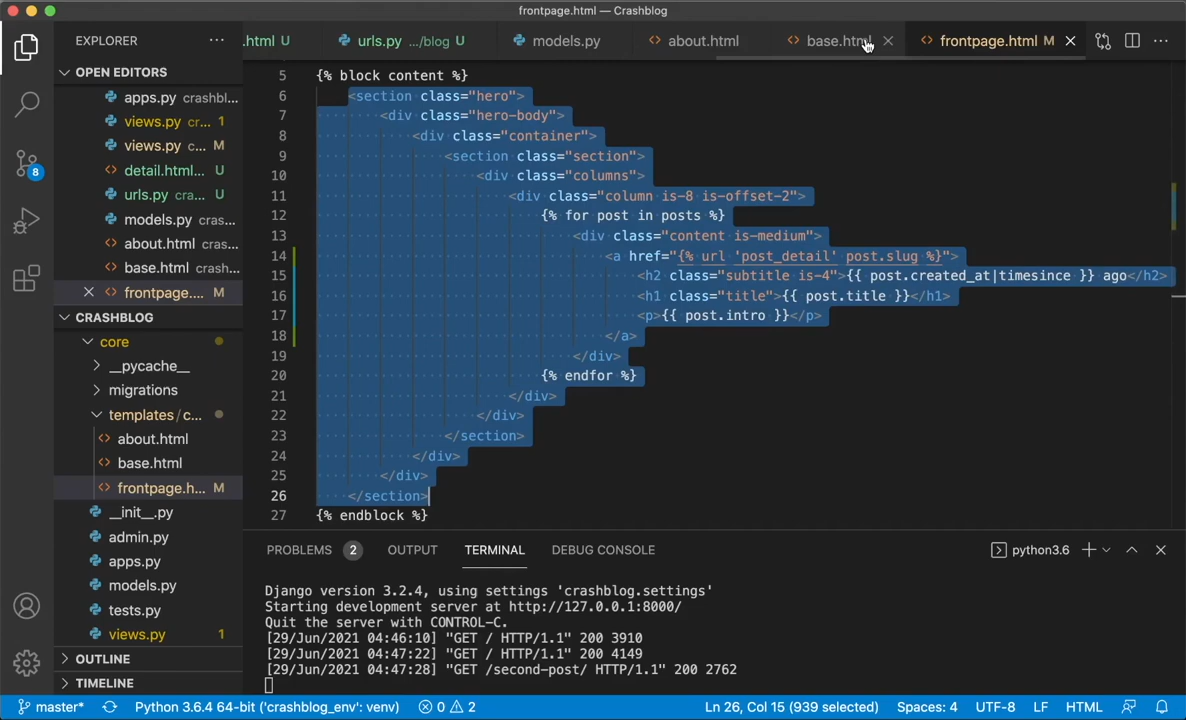 frontpage.html — Crashblog
EXPLORER
.html U
urls.py .../blog U
models.py
about.html
base.html
frontpage.html M
OPEN EDITORS
apps.py crashbl...
views.py cr... 1
views.py c... M
detail.html... U
urls.py cra... U
models.py cras...
about.html cras...
base.html crash...
frontpage.... M
CRASHBLOG
core
__pycache__
migrations
templates/c...
about.html
base.html
frontpage.h... M
__init__.py
admin.py
apps.py
models.py
tests.py
views.py 1
OUTLINE
TIMELINE
8
5 {% block content %}
6 <section class="hero">
7 <div class="hero-body">
8 <div class="container">
9 <section class="section">
10 <div class="columns">
11 <div class="column is-8 is-offset-2">
12 {% for post in posts %}
13 <div class="content is-medium">
14 <a href="{% url 'post_detail' post.slug %}">
15 <h2 class="subtitle is-4">{{ post.created_at|timesince }} ago</h2>
16 <h1 class="title">{{ post.title }}</h1>
17 <p>{{ post.intro }}</p>
18 </a>
19 </div>
20 {% endfor %}
21 </div>
22 </div>
23 </section>
24 </div>
25 </div>
26 </section>
27 {% endblock %}
PROBLEMS 2 OUTPUT TERMINAL DEBUG CONSOLE
python3.6
Django version 3.2.4, using settings 'crashblog.settings'
Starting development server at http://127.0.0.1:8000/
Quit the server with CONTROL-C.
[29/Jun/2021 04:46:10] "GET / HTTP/1.1" 200 3910
[29/Jun/2021 04:47:22] "GET / HTTP/1.1" 200 4149
[29/Jun/2021 04:47:28] "GET /second-post/ HTTP/1.1" 200 2762
master* Python 3.6.4 64-bit ('crashblog_env': venv) 0 2 Ln 26, Col 15 (939 selected) Spaces: 4 UTF-8 LF HTML